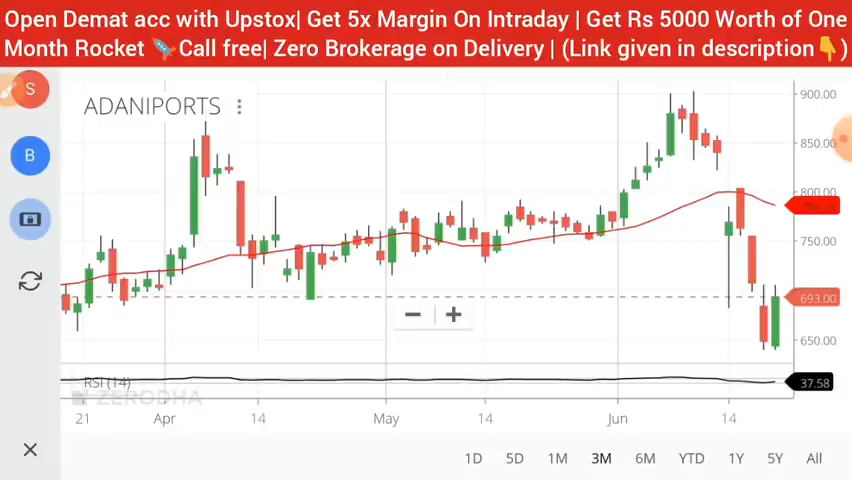 Open Demat acc with Upstox| Get 5x Margin On Intraday | Get Rs 5000 Worth of One
Month Rocket 🚀Call free| Zero Brokerage on Delivery | (Link given in description👇)
S
ADANIPORTS
900.00
B
850.00
800.00
750.00
693.00
650.00
RSI (14)
37.58
ZERODHA
21 Apr 14 May 14 Jun 14
1D 5D 1M 3M 6M YTD 1Y 5Y All